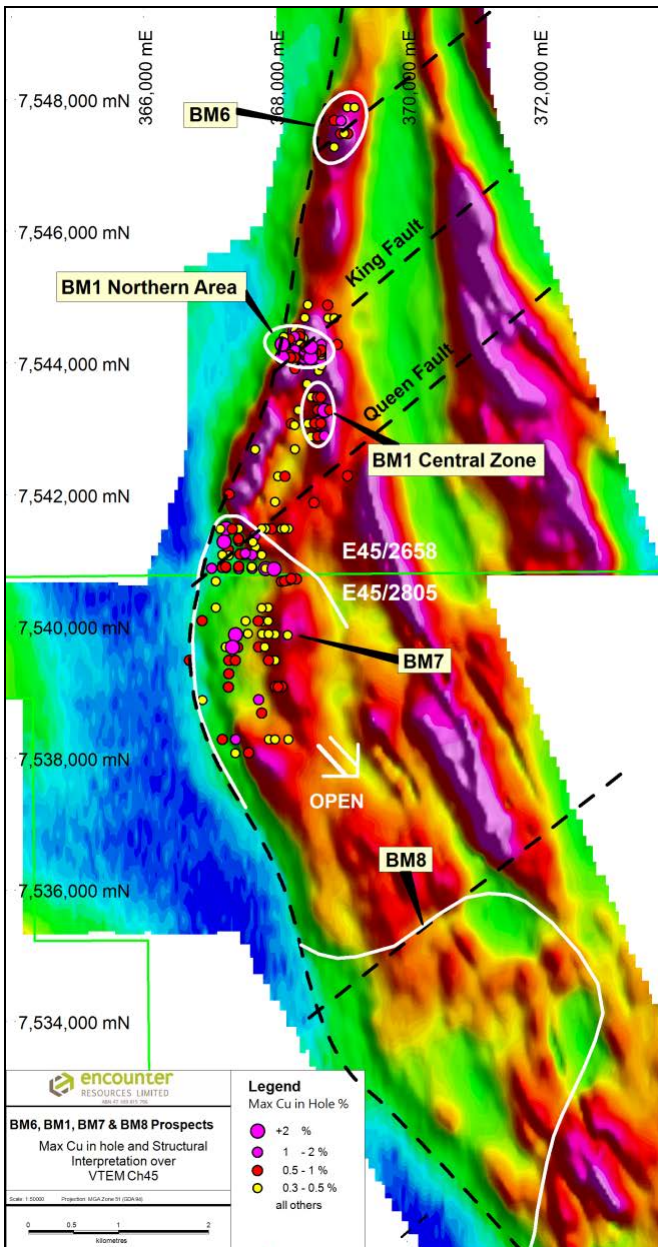 366,000 mE
368,000 mE
370,000 mE
372,000 mE
7,548,000 mN
BM6
7,546,000 mN
King Fault
BM1 Northern Area
7,544,000 mN
Queen Fault
BM1 Central Zone
7,542,000 mN
E45/2658
E45/2805
7,540,000 mN
BM7
7,538,000 mN
OPEN
BM8
7,536,000 mN
7,534,000 mN
encounter
RESOURCES LIMITED
BM6, BM1, BM7 & BM8 Prospects
Max Cu in hole and Structural
Interpretation over
VTEM Ch45
Scale: 1:50000 Projection: MGA Zone 51 (GDA 94)
0 0.5 1 2
kilometres
Legend
Max Cu in Hole %
+2 %
1 - 2 %
0.5 - 1 %
0.3 - 0.5 %
all others